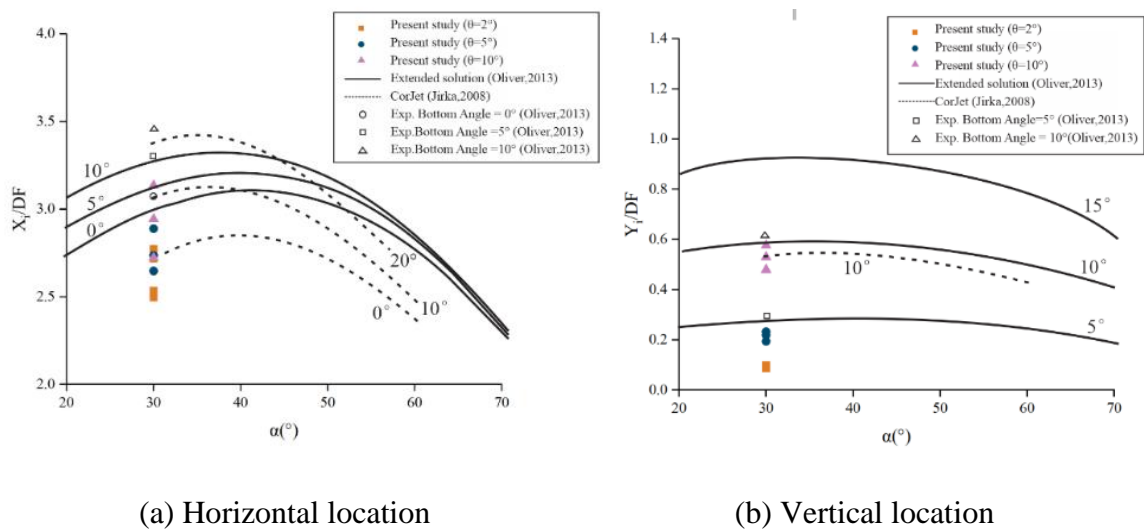 Present study (θ=2°)
Present study (θ=5°)
Present study (θ=10°)
Extended solution (Oliver,2013)
CorJet (Jirka,2008)
Exp. Bottom Angle = 0° (Oliver,2013)
Exp.Bottom Angle =5° (Oliver,2013)
Exp.Bottom Angle =10° (Oliver,2013)
4.0
3.5
3.0
2.5
2.0
Xi/DF
10°
5°
0°
20°
10°
0°
20
30
40
50
60
70
α(°)
(a) Horizontal location
Present study (θ=2°)
Present study (θ=5°)
Present study (θ=10°)
Extended solution (Oliver,2013)
CorJet (Jirka,2008)
Exp. Bottom Angle=5° (Oliver,2013)
Exp. Bottom Angle = 10°(Oliver,2013)
1.4
1.2
1.0
0.8
0.6
0.4
0.2
0.0
Yi/DF
15°
10°
10°
5°
20
30
40
50
60
70
α(°)
(b) Vertical location